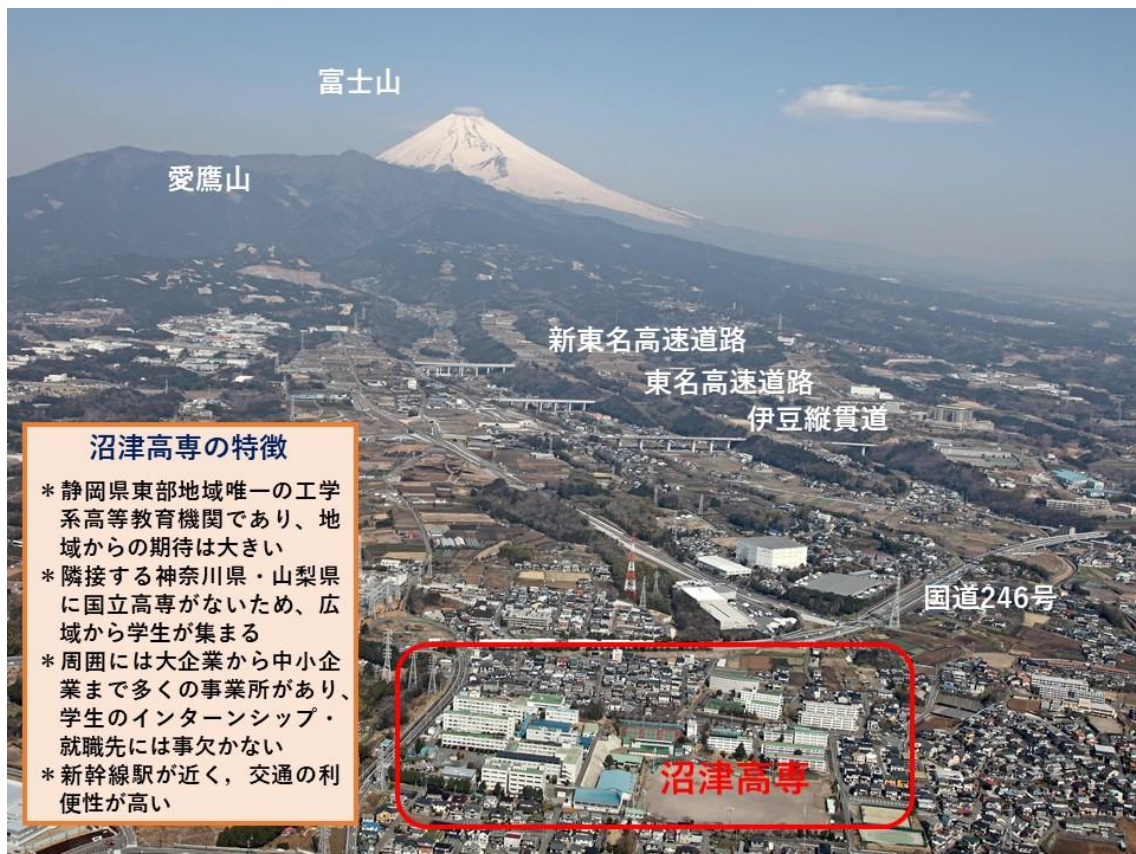 富士山
愛鷹山
新東名高速道路
東名高速道路
伊豆縦貫道
沼津高専の特徴
＊静岡県東部地域唯一の工学
系高等教育機関であり、地
域からの期待は大きい
＊隣接する神奈川県・山梨県
に国立高専がないため、広
域から学生が集まる
＊周囲には大企業から中小企
業まで多くの事業所があり、
学生のインターンシップ・
就職先には事欠かない
＊新幹線駅が近く，交通の利
便性が高い
国道246号
沼津高専